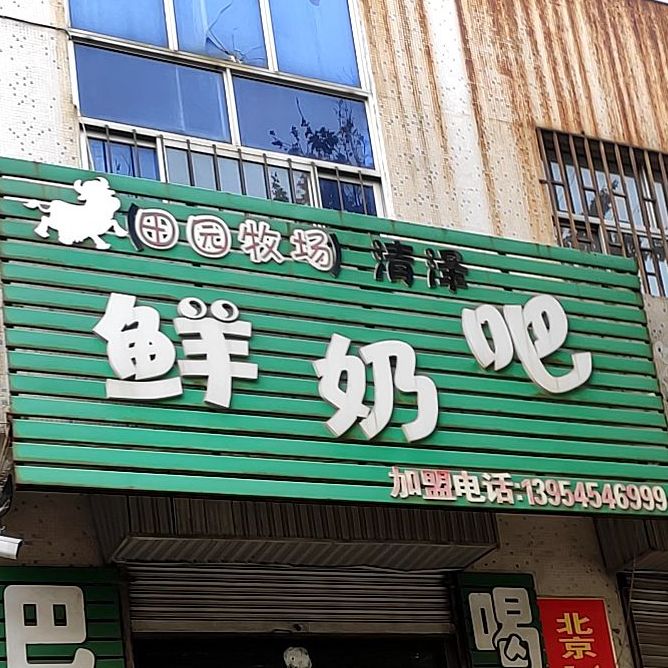 (田园牧场) 清泽
鲜奶吧
加盟电话:13954546999
吧
喝
北京